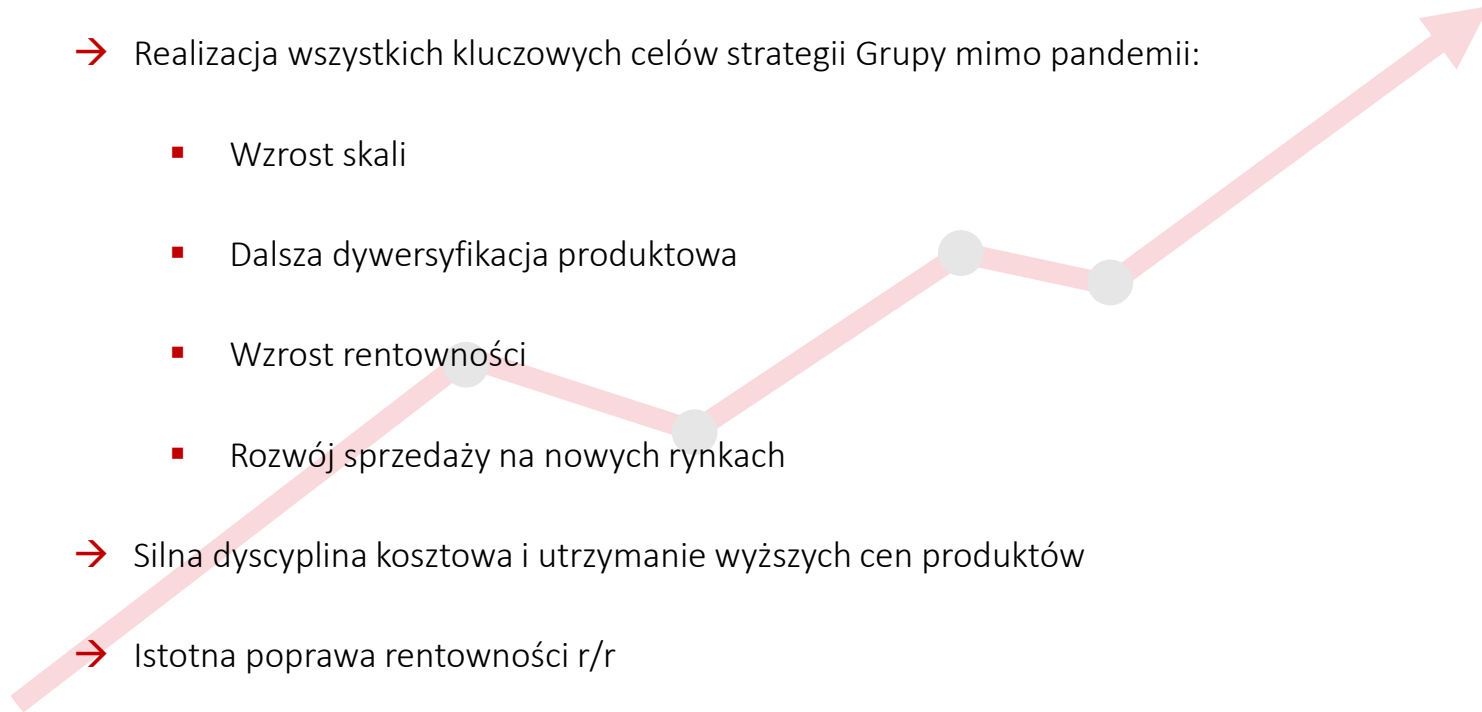 → Realizacja wszystkich kluczowych celów strategii Grupy mimo pandemii:
▪ Wzrost skali
▪ Dalsza dywersyfikacja produktowa
▪ Wzrost rentowności
▪ Rozwój sprzedaży na nowych rynkach
→ Silna dyscyplina kosztowa i utrzymanie wyższych cen produktów
→ Istotna poprawa rentowności r/r